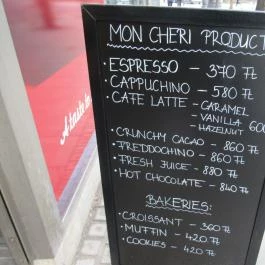 MON CHERI PRODUCT
• ESPRESSO – 370 Ft
• CAPPUCHINO – 580 Ft
• CAFE LATTE – CARAMEL
– VANILLA 600
– HAZELNUT
• CRUNCHY CACAO – 860 Ft
• FREDDOCHINO – 860 Ft
• FRESH JUICE – 880 Ft
• HOT CHOCOLATE – 840 Ft
BAKERIES:
• CROISSANT – 360 Ft
• MUFFIN – 420 Ft
• COOKIES – 420 Ft
A taste